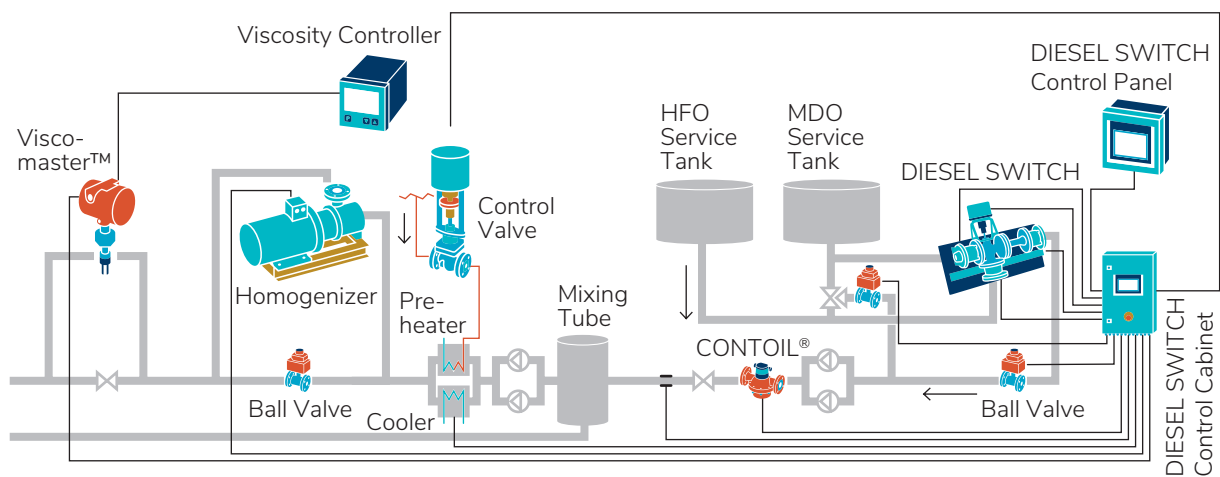 Viscosity Controller
DIESEL SWITCH
Control Panel
HFO
Service
Tank
MDO
Service
Tank
Visco-
master™
DIESEL SWITCH
Control
Valve
Homogenizer
Pre-
heater
Mixing
Tube
CONTOIL®
Ball Valve
Cooler
Ball Valve
DIESEL SWITCH
Control Cabinet